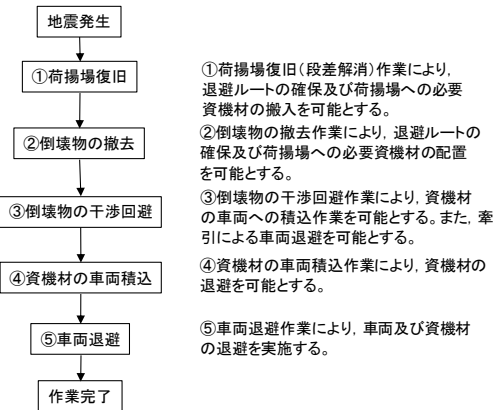 地震発生
①荷揚場復旧
①荷揚場復旧（段差解消）作業により，
退避ルートの確保及び荷揚場への必要
資機材の搬入を可能とする。
②倒壊物の撤去
②倒壊物の撤去作業により，退避ルートの
確保及び荷揚場への必要資機材の配置
を可能とする。
③倒壊物の干渉回避
③倒壊物の干渉回避作業により，資機材
の車両への積込作業を可能とする。また，牽
引による車両退避を可能とする。
④資機材の車両積込
④資機材の車両積込作業により，資機材の
退避を可能とする。
⑤車両退避
⑤車両退避作業により，車両及び資機材
の退避を実施する。
作業完了